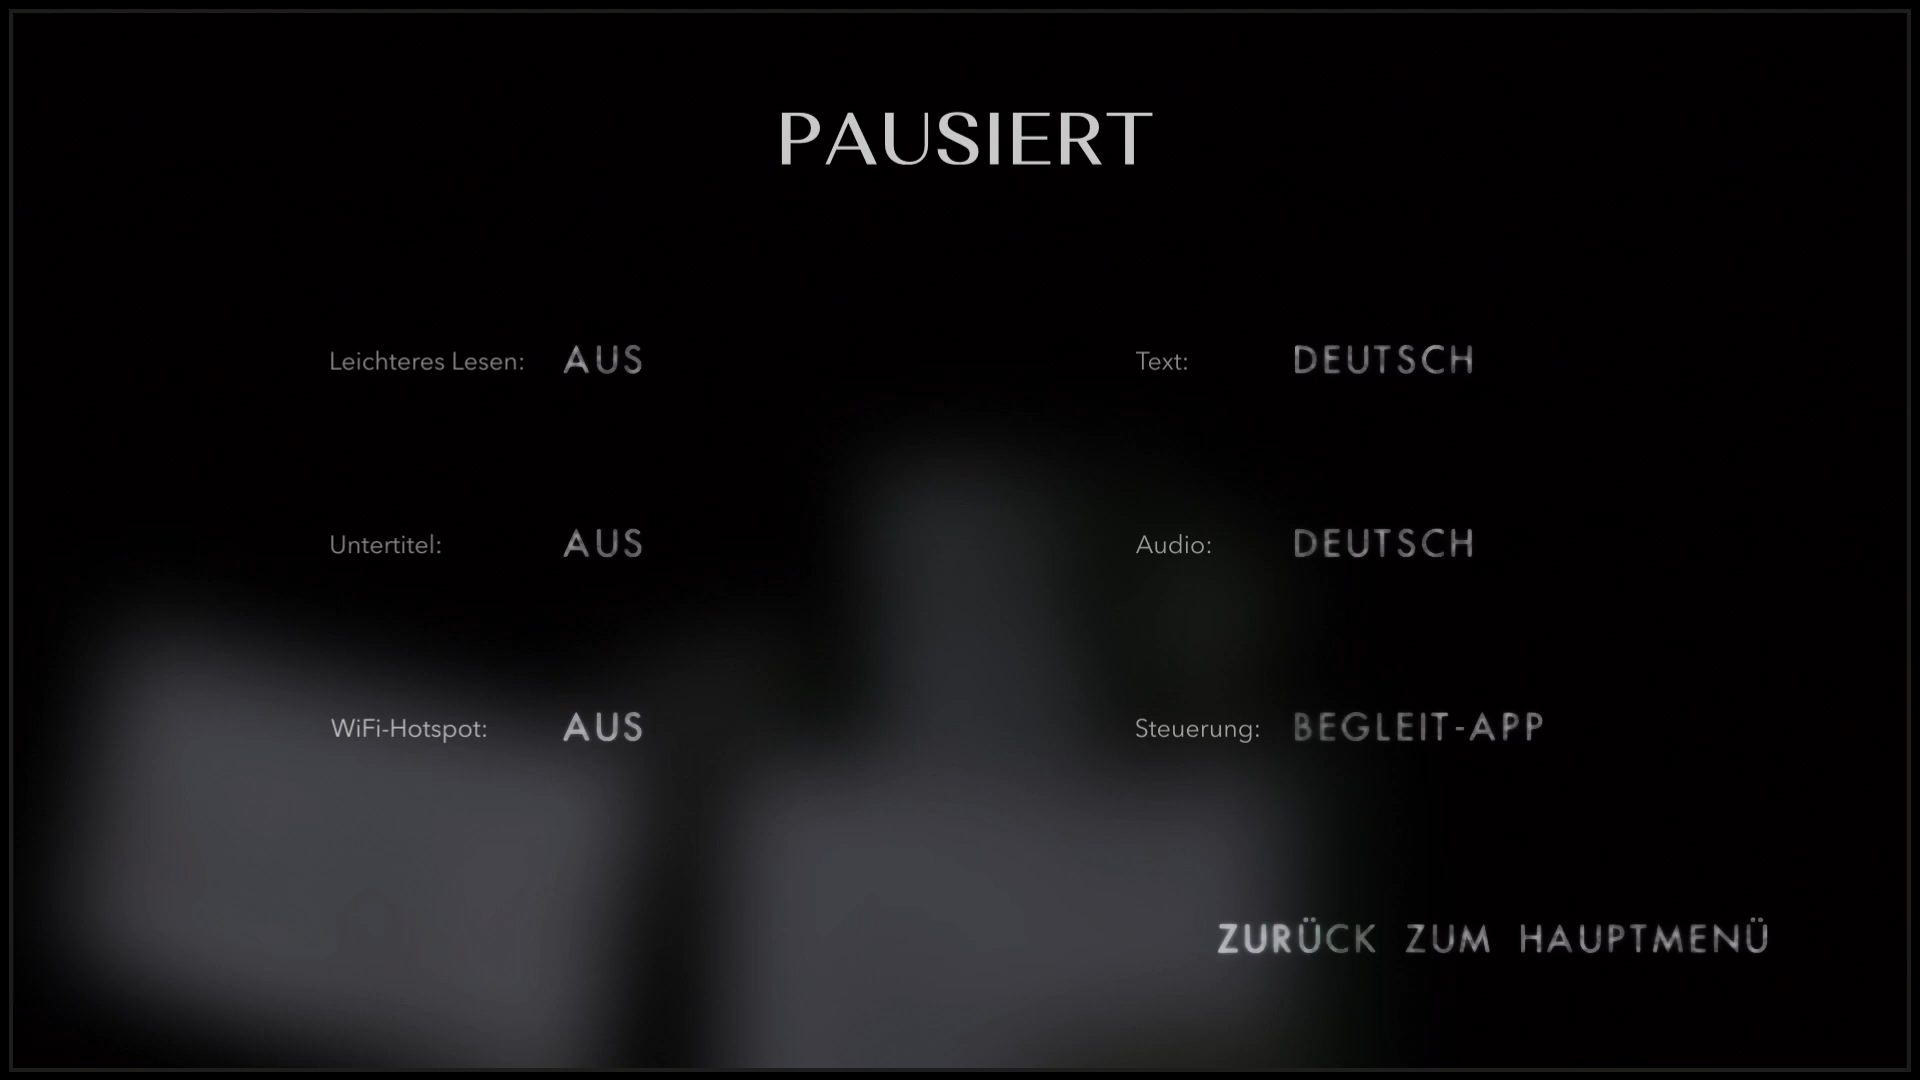 PAUSIERT
Leichteres Lesen: AUS
Text: DEUTSCH
Untertitel: AUS
Audio: DEUTSCH
WiFi-Hotspot: AUS
Steuerung: BEGLEIT-APP
ZURÜCK ZUM HAUPTMENÜ